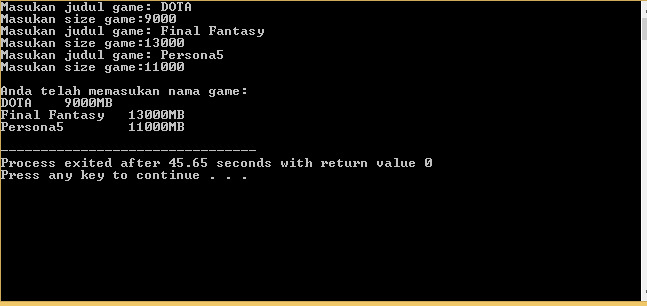 Masukan judul game: DOTA
Masukan size game:9000
Masukan judul game: Final Fantasy
Masukan size game:13000
Masukan judul game: Persona5
Masukan size game:11000
Anda telah memasukan nama game:
DOTA    9000MB
Final Fantasy   13000MB
Persona5        11000MB
--------------------------------
Process exited after 45.65 seconds with return value 0
Press any key to continue . . .